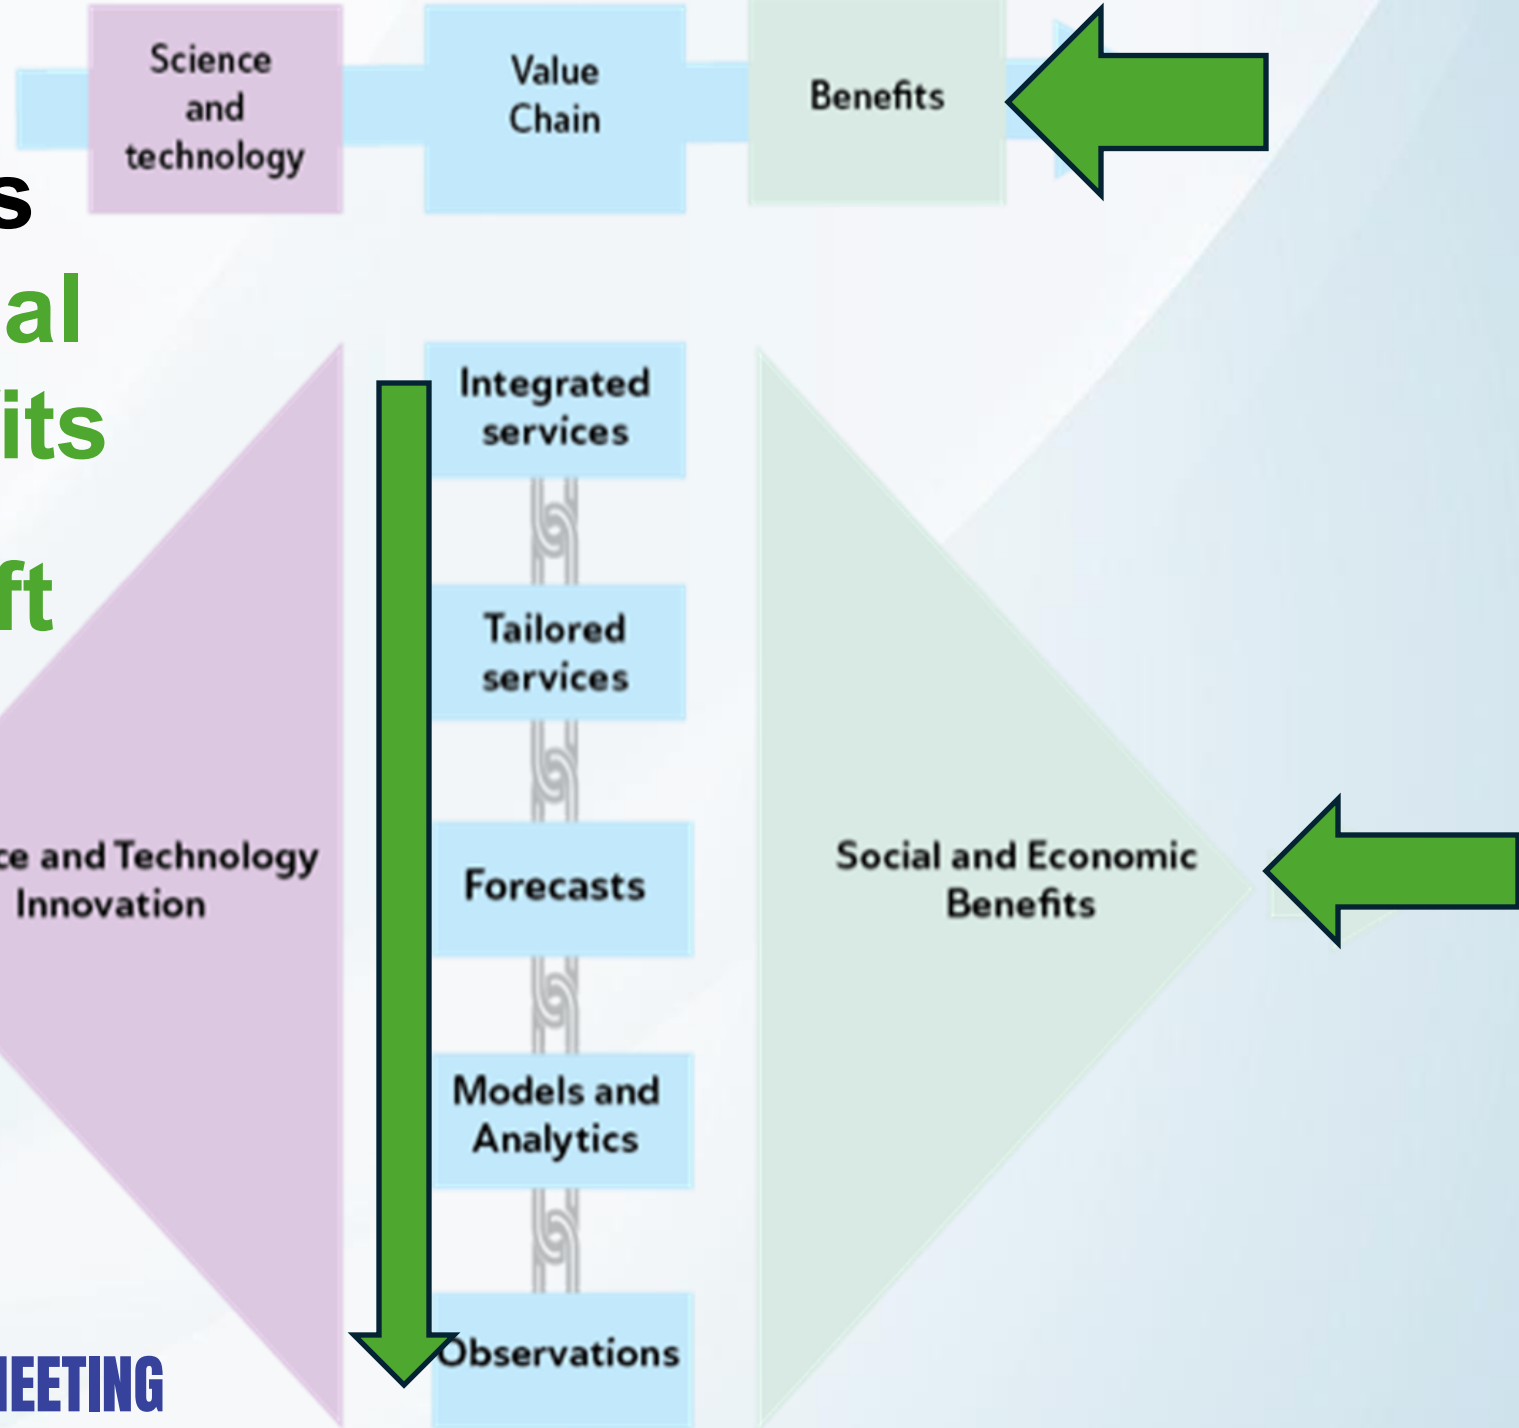 Science
and
technology
Value
Chain
Benefits
s
al
its
ft
Integrated
services
Tailored
services
Forecasts
Models and
Analytics
Observations
ce and Technology
Innovation
Social and Economic
Benefits
EETING